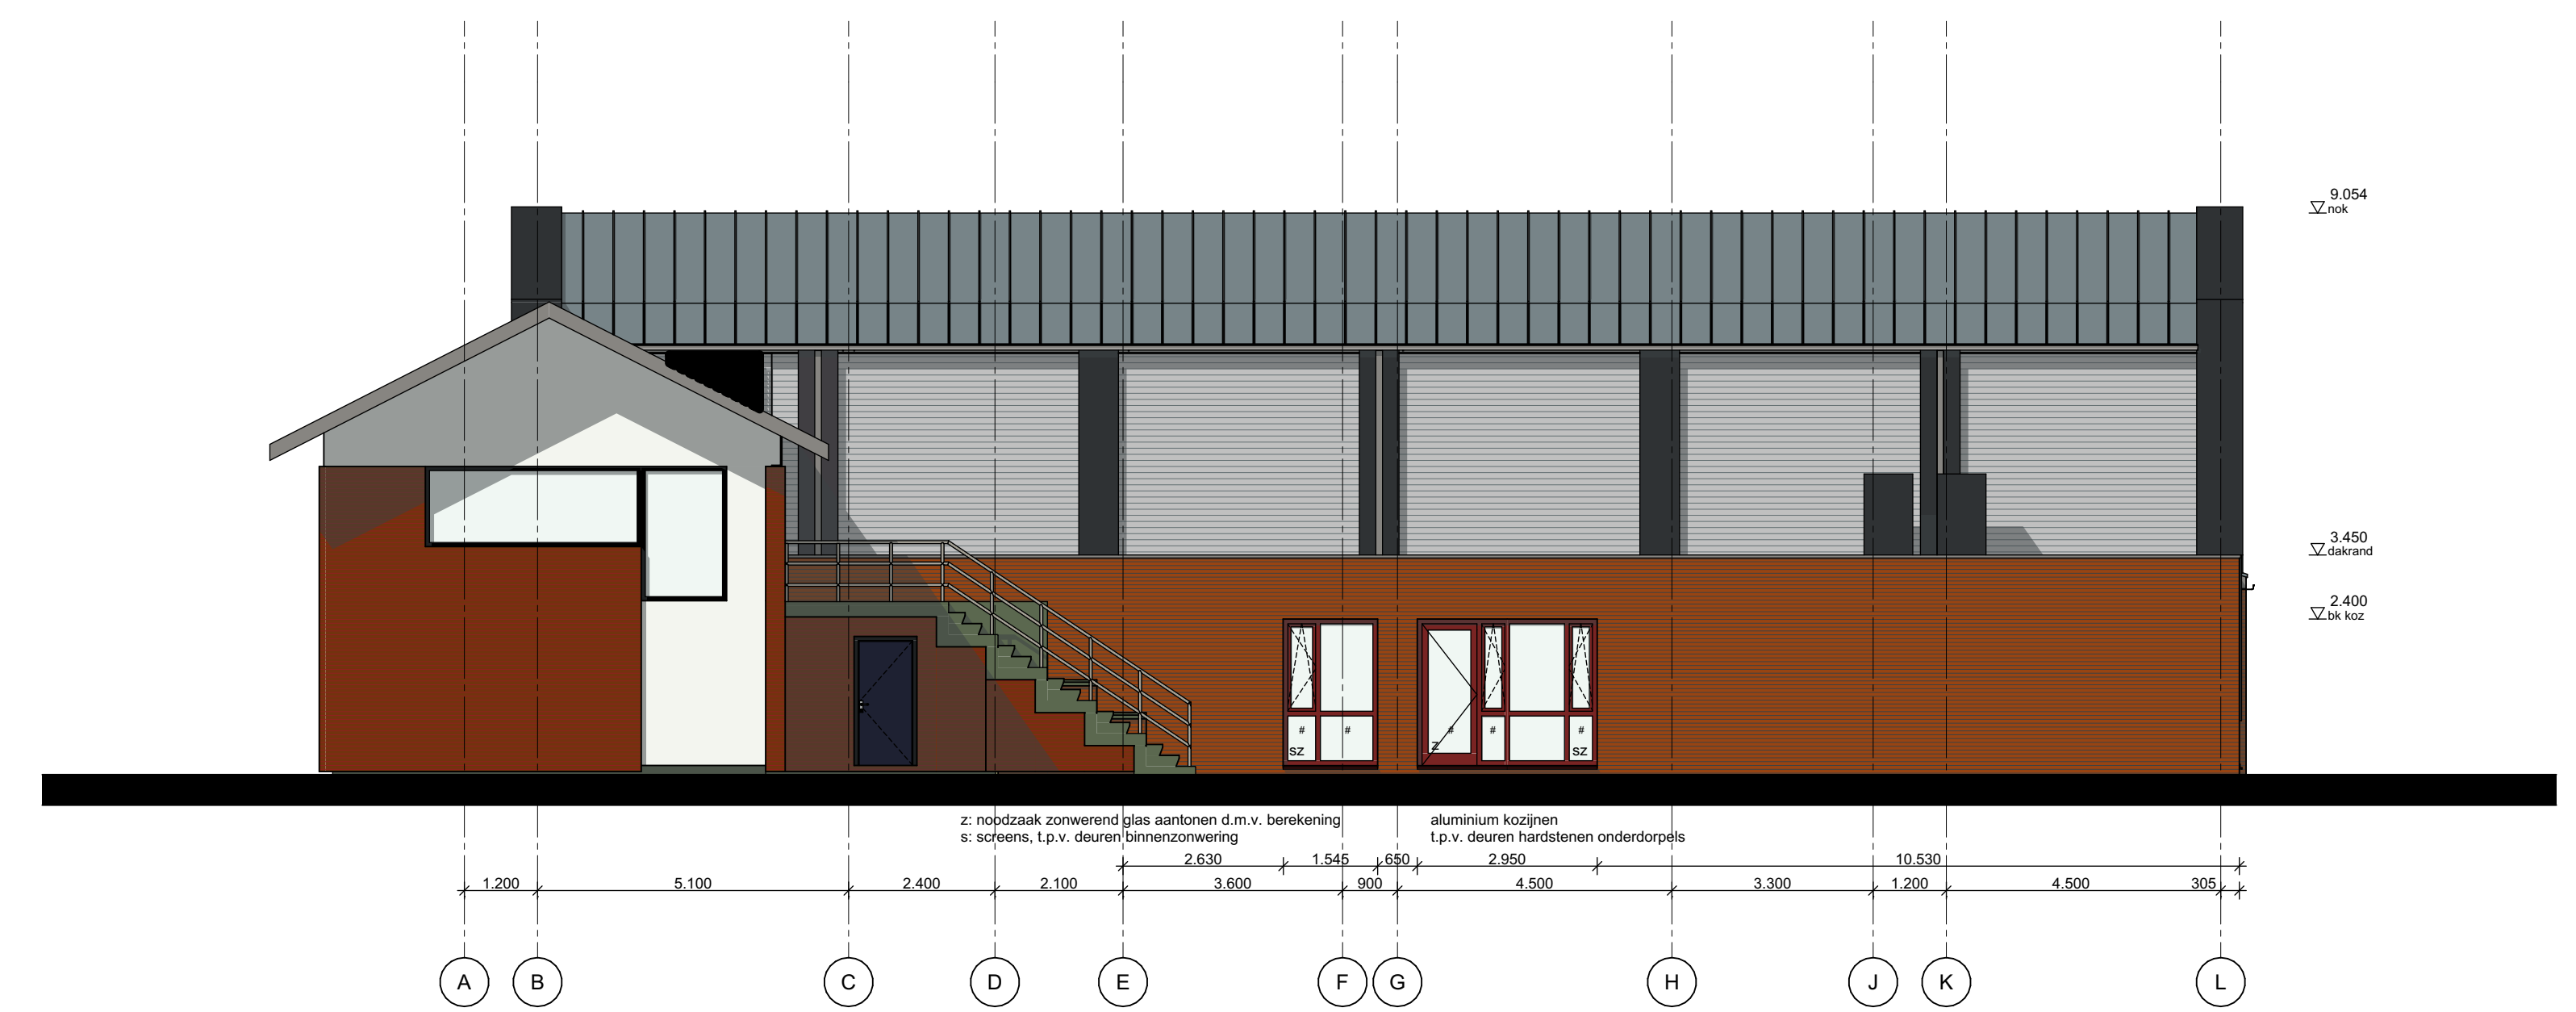 9.054
nok
3.450
dakrand
2.400
bk koz
# #
SZ
# #
Z
#
SZ
z: noodzaak zonwerend glas aantonen d.m.v. berekening
s: screens, t.p.v. deuren binnenzonwering
aluminium kozijnen
t.p.v. deuren hardstenen onderdorpels
2.630 1.545 650 2.950 10.530
1.200 5.100 2.400 2.100 3.600 900 4.500 3.300 1.200 4.500 305
A B C D E F G H J K L